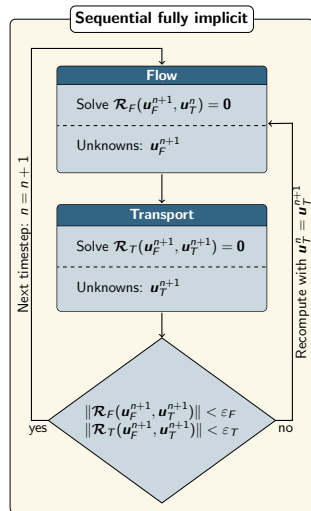 Sequential fully implicit
Flow
Solve 𝓡_F(u_F^{n+1}, u_T^n) = 0
Unknowns: u_F^{n+1}
Transport
Solve 𝓡_T(u_F^{n+1}, u_T^{n+1}) = 0
Unknowns: u_T^{n+1}
‖𝓡_F(u_F^{n+1}, u_T^{n+1})‖ < ε_F
‖𝓡_T(u_F^{n+1}, u_T^{n+1})‖ < ε_T
yes
no
Next timestep: n = n + 1
Recompute with u_T^n = u_T^{n+1}